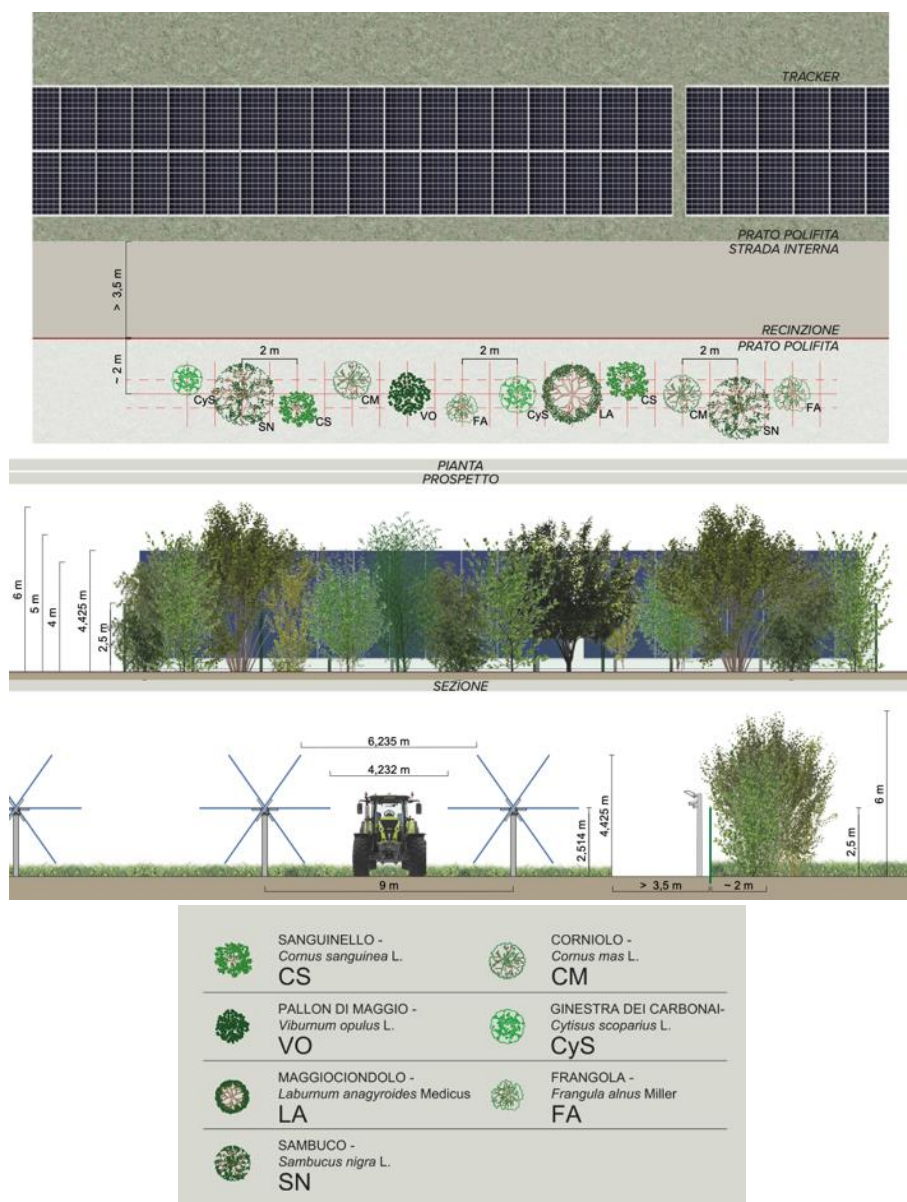 TRACKER
PRATO POLIFITA
STRADA INTERNA
> 3,5 m
RECINZIONE
PRATO POLIFITA
~ 2 m
2 m
2 m
2 m
CyS
SN
CS
CM
VO
FA
CyS
LA
CS
CM
SN
FA
PIANTA
PROSPETTO
6 m
5 m
4 m
4,425 m
2,5 m
SEZIONE
6,235 m
4,232 m
9 m
2,514 m
4,425 m
> 3,5 m
~ 2 m
2,5 m
6 m
SANGUINELLO -
Cornus sanguinea L.
CS
CORNIOLO -
Cornus mas L.
CM
PALLON DI MAGGIO -
Viburnum opulus L.
VO
GINESTRA DEI CARBONAI-
Cytisus scoparius L.
CyS
MAGGIOCIONDOLO -
Laburnum anagyroides Medicus
LA
FRANGOLA -
Frangula alnus Miller
FA
SAMBUCO -
Sambucus nigra L.
SN